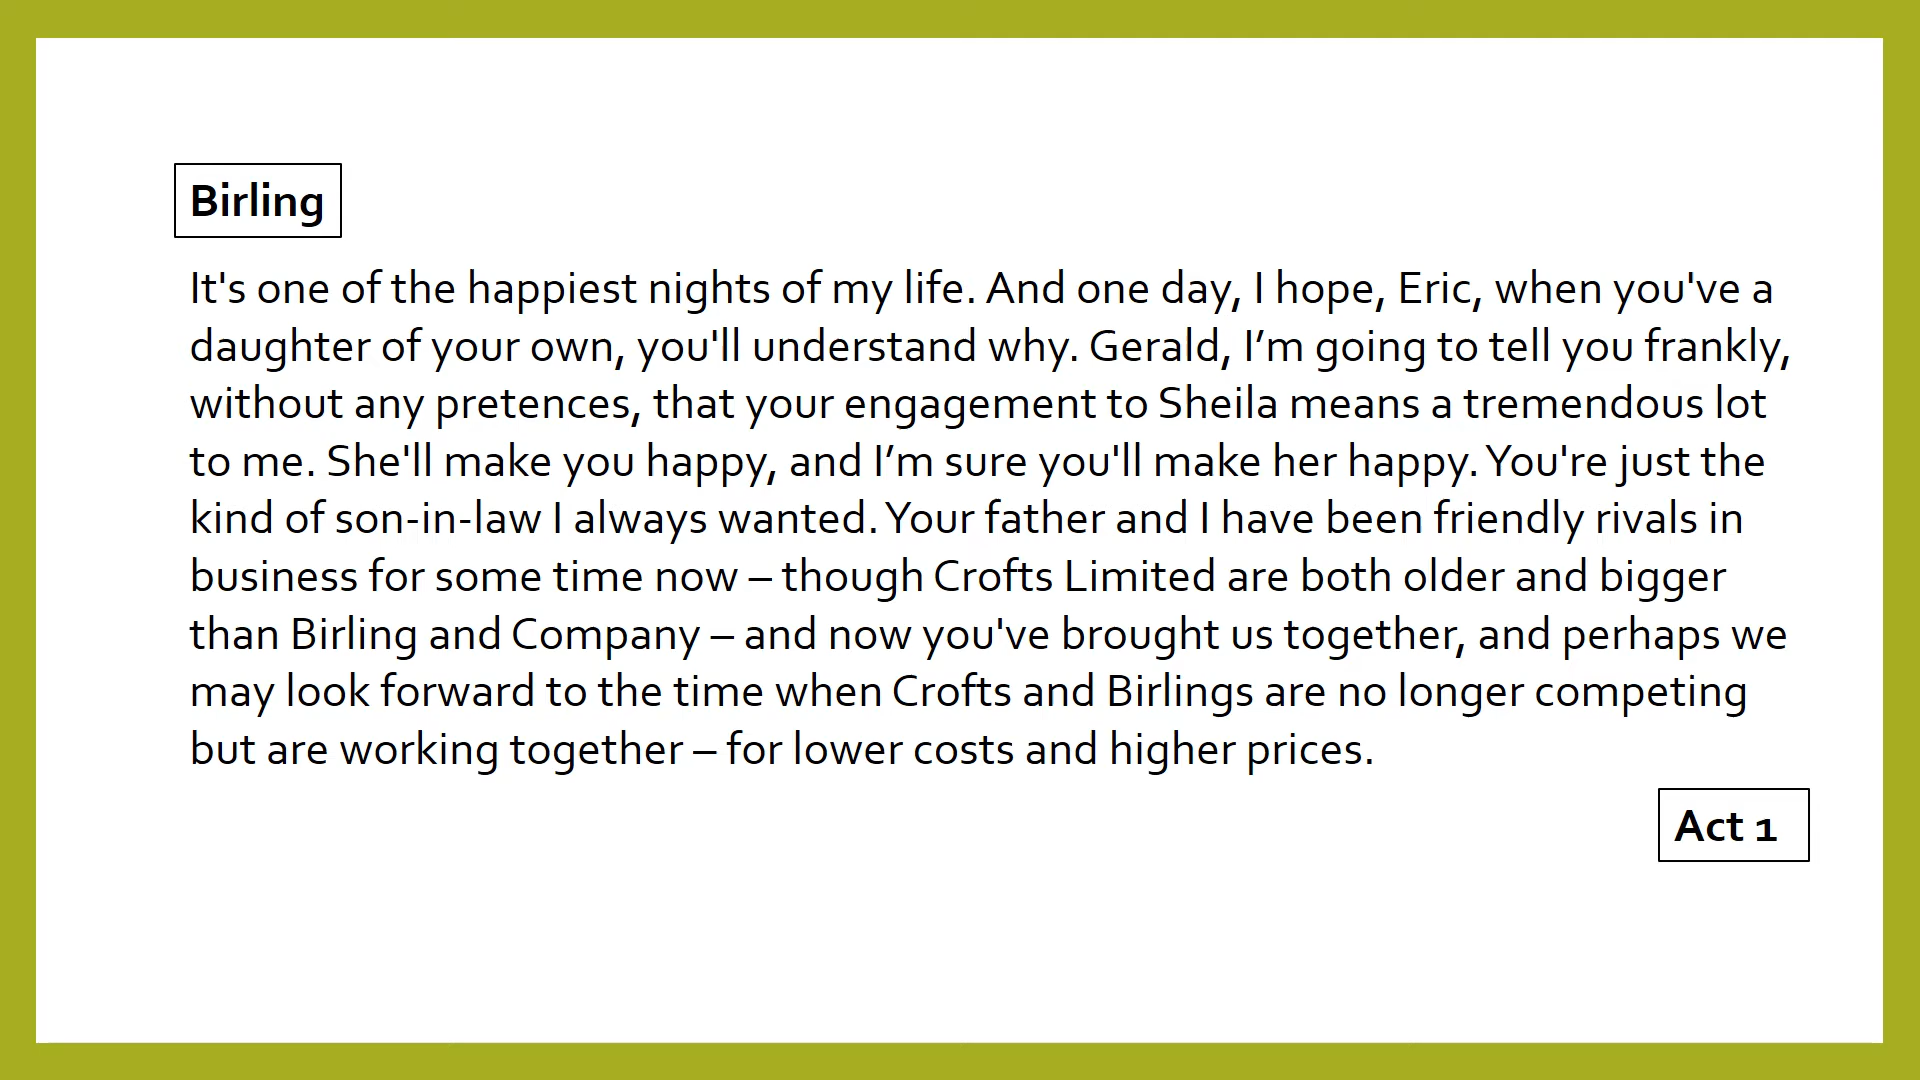 Birling
It's one of the happiest nights of my life. And one day, I hope, Eric, when you've a
daughter of your own, you'll understand why. Gerald, I’m going to tell you frankly,
without any pretences, that your engagement to Sheila means a tremendous lot
to me. She'll make you happy, and I’m sure you'll make her happy. You're just the
kind of son-in-law I always wanted. Your father and I have been friendly rivals in
business for some time now – though Crofts Limited are both older and bigger
than Birling and Company – and now you've brought us together, and perhaps we
may look forward to the time when Crofts and Birlings are no longer competing
but are working together – for lower costs and higher prices.
Act 1